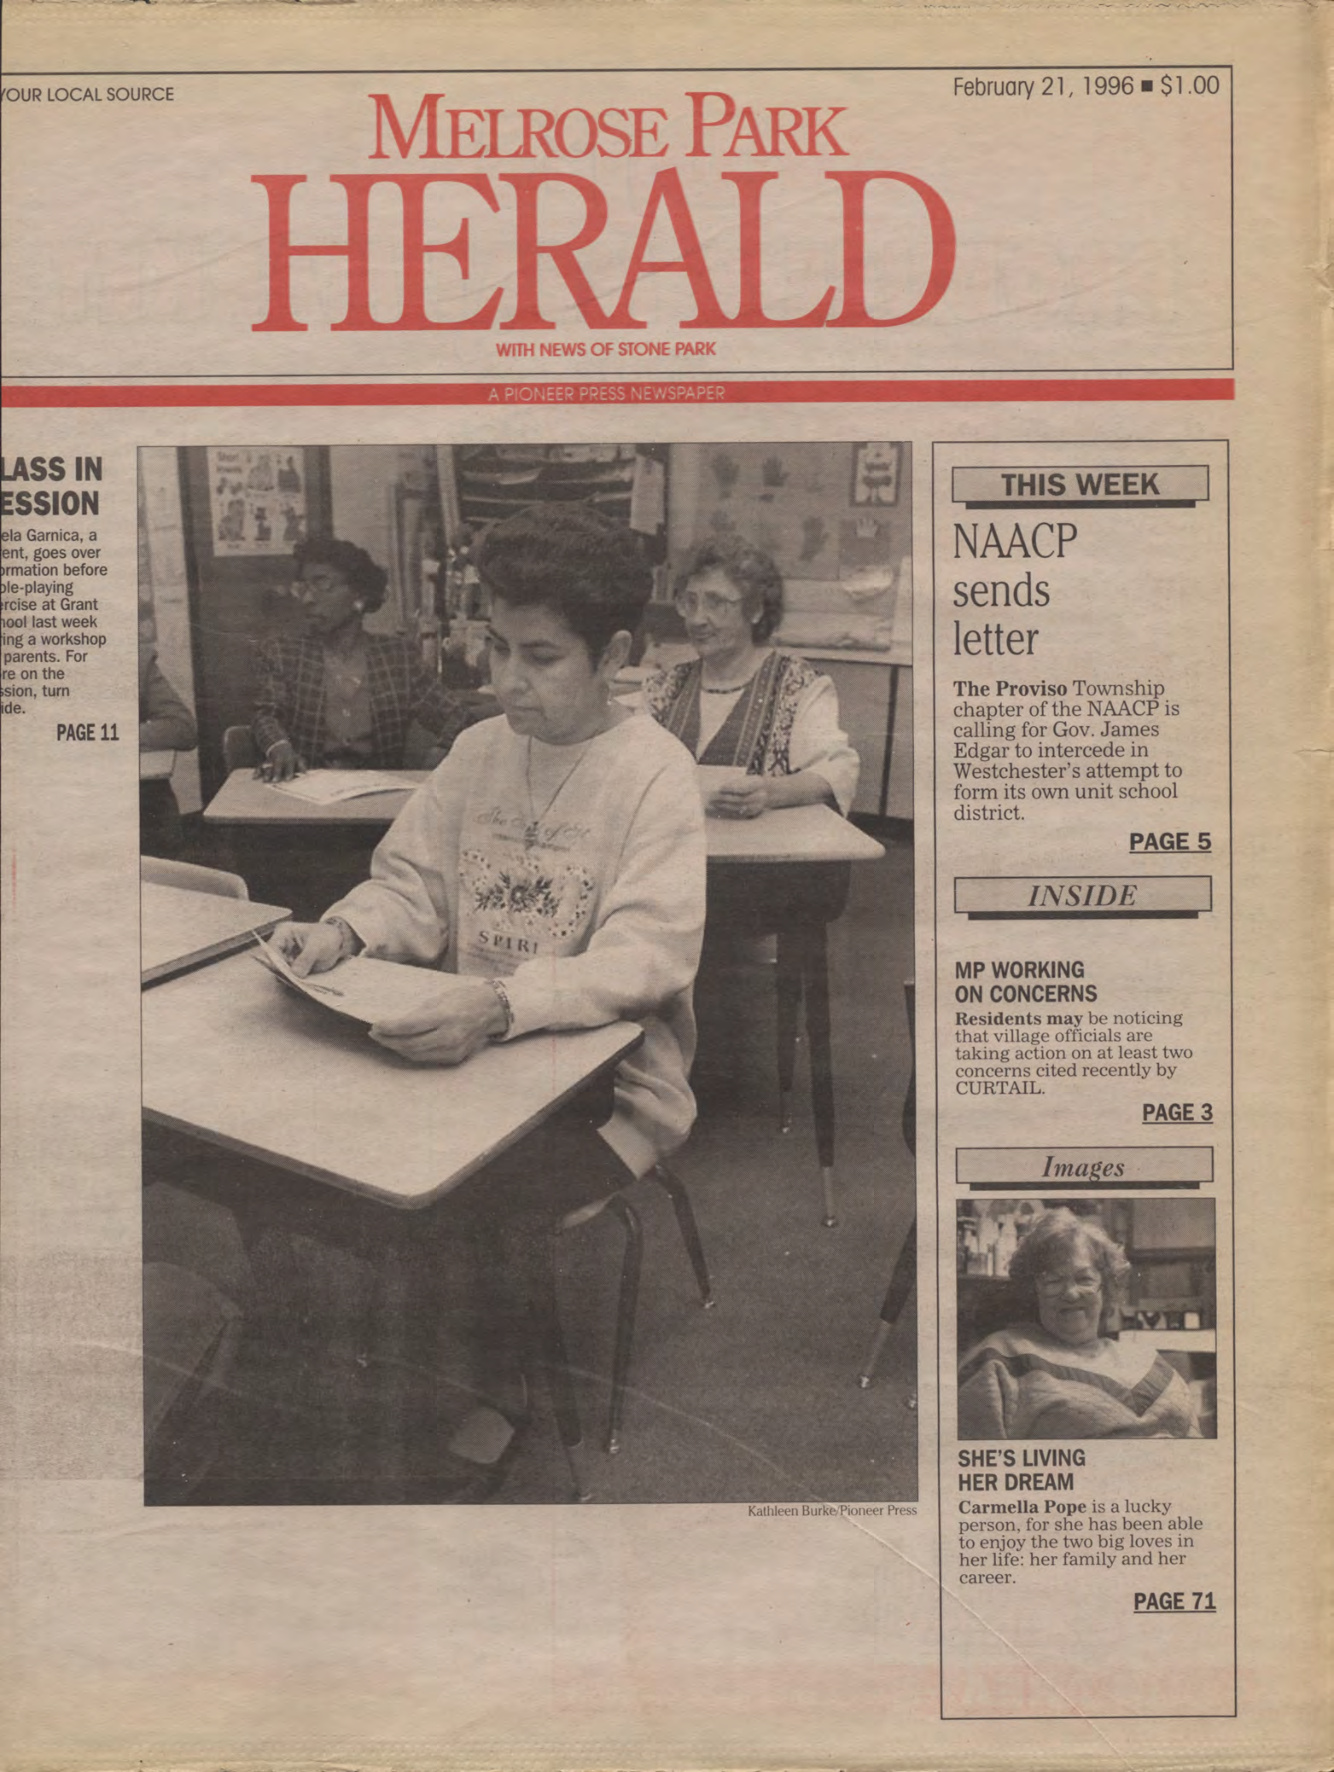 YOUR LOCAL SOURCE
February 21, 1996 ■ $1.00
MELROSE PARK
HERALD
WITH NEWS OF STONE PARK
A PIONEER PRESS NEWSPAPER
LASS IN
ESSION
ela Garnica, a
ent, goes over
ormation before
ole-playing
ercise at Grant
hool last week
ing a workshop
parents. For
re on the
ssion, turn
ide.
PAGE 11
Short
SPIRI
Kathleen Burke/Pioneer Press
THIS WEEK
NAACP
sends
letter
The Proviso Township
chapter of the NAACP is
calling for Gov. James
Edgar to intercede in
Westchester's attempt to
form its own unit school
district.
PAGE 5
INSIDE
MP WORKING
ON CONCERNS
Residents may be noticing
that village officials are
taking action on at least two
concerns cited recently by
CURTAIL.
PAGE 3
Images
SHE'S LIVING
HER DREAM
Carmella Pope is a lucky
person, for she has been able
to enjoy the two big loves in
her life: her family and her
career.
PAGE 71